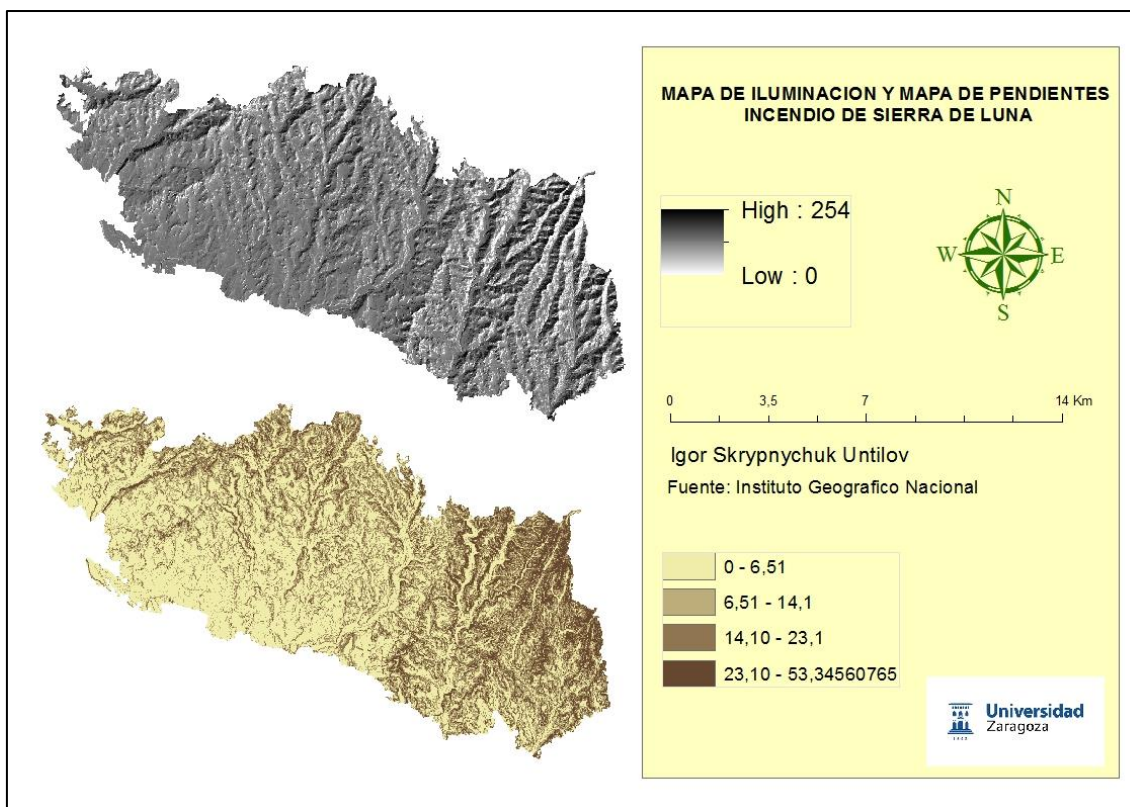 MAPA DE ILUMINACION Y MAPA DE PENDIENTES
INCENDIO DE SIERRA DE LUNA
High : 254
Low : 0
N
W E
S
0 3,5 7 14 Km
Igor Skrypnychuk Untilov
Fuente: Instituto Geografico Nacional
0 - 6,51
6,51 - 14,1
14,10 - 23,1
23,10 - 53,34560765
Universidad
Zaragoza